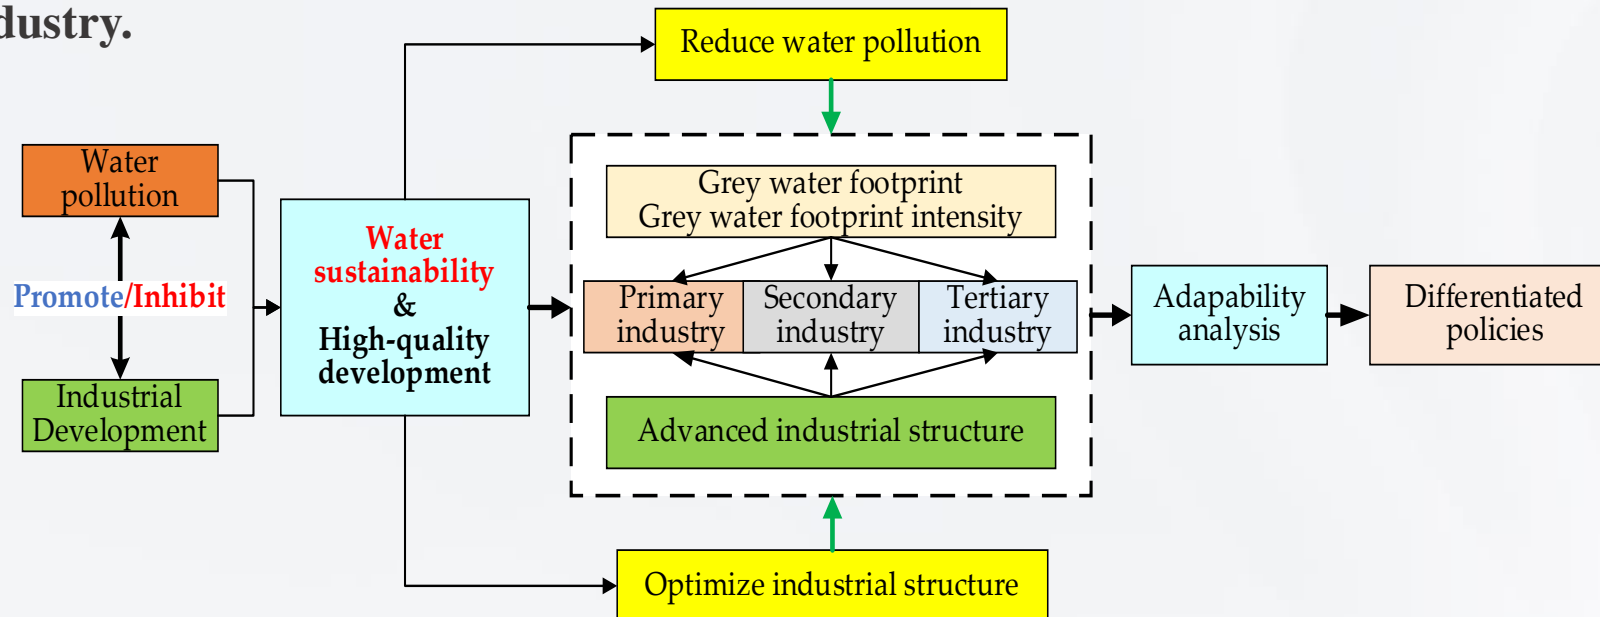 dustry.
Reduce water pollution
Water
pollution
Promote/Inhibit
Industrial
Development
Water
sustainability
&
High-quality
development
Grey water footprint
Grey water footprint intensity
Primary
industry
Secondary
industry
Tertiary
industry
Advanced industrial structure
Optimize industrial structure
Adapability
analysis
Differentiated
policies